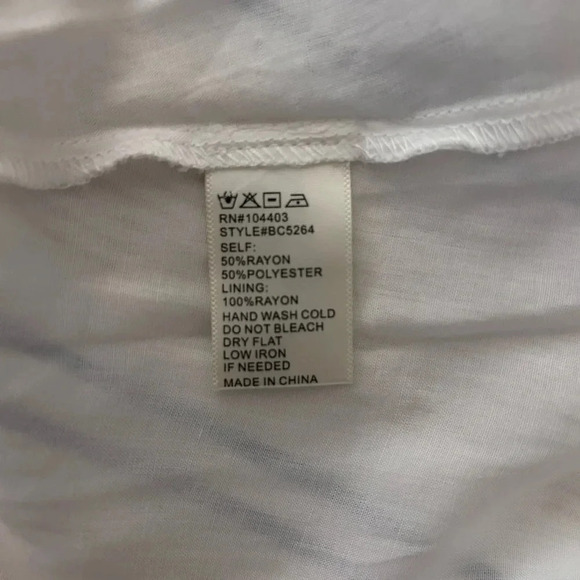 RN#104403
STYLE#BC5264
SELF:
50%RAYON
50%POLYESTER
LINING:
100%RAYON
HAND WASH COLD
DO NOT BLEACH
DRY FLAT
LOW IRON
IF NEEDED
MADE IN CHINA